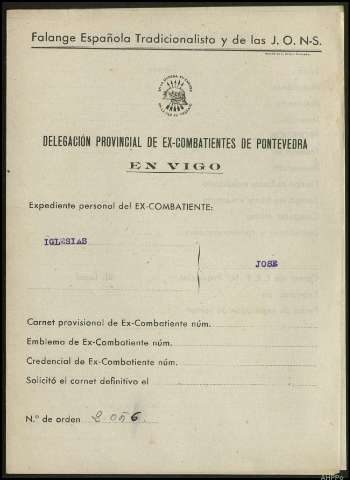 Falange Española Tradicionalista y de las J. O. N-S.
DELEGACIÓN PROVINCIAL DE EX-COMBATIENTES DE PONTEVEDRA
EN VIGO
Expediente personal del EX-COMBATIENTE:
IGLESIAS
JOSE
Carnet provisional de Ex-Combatiente núm.
Emblema de Ex-Combatiente núm.
Credencial de Ex-Combatiente núm.
Solicitó el carnet definitivo el
N.º de orden 2056
AHPPo